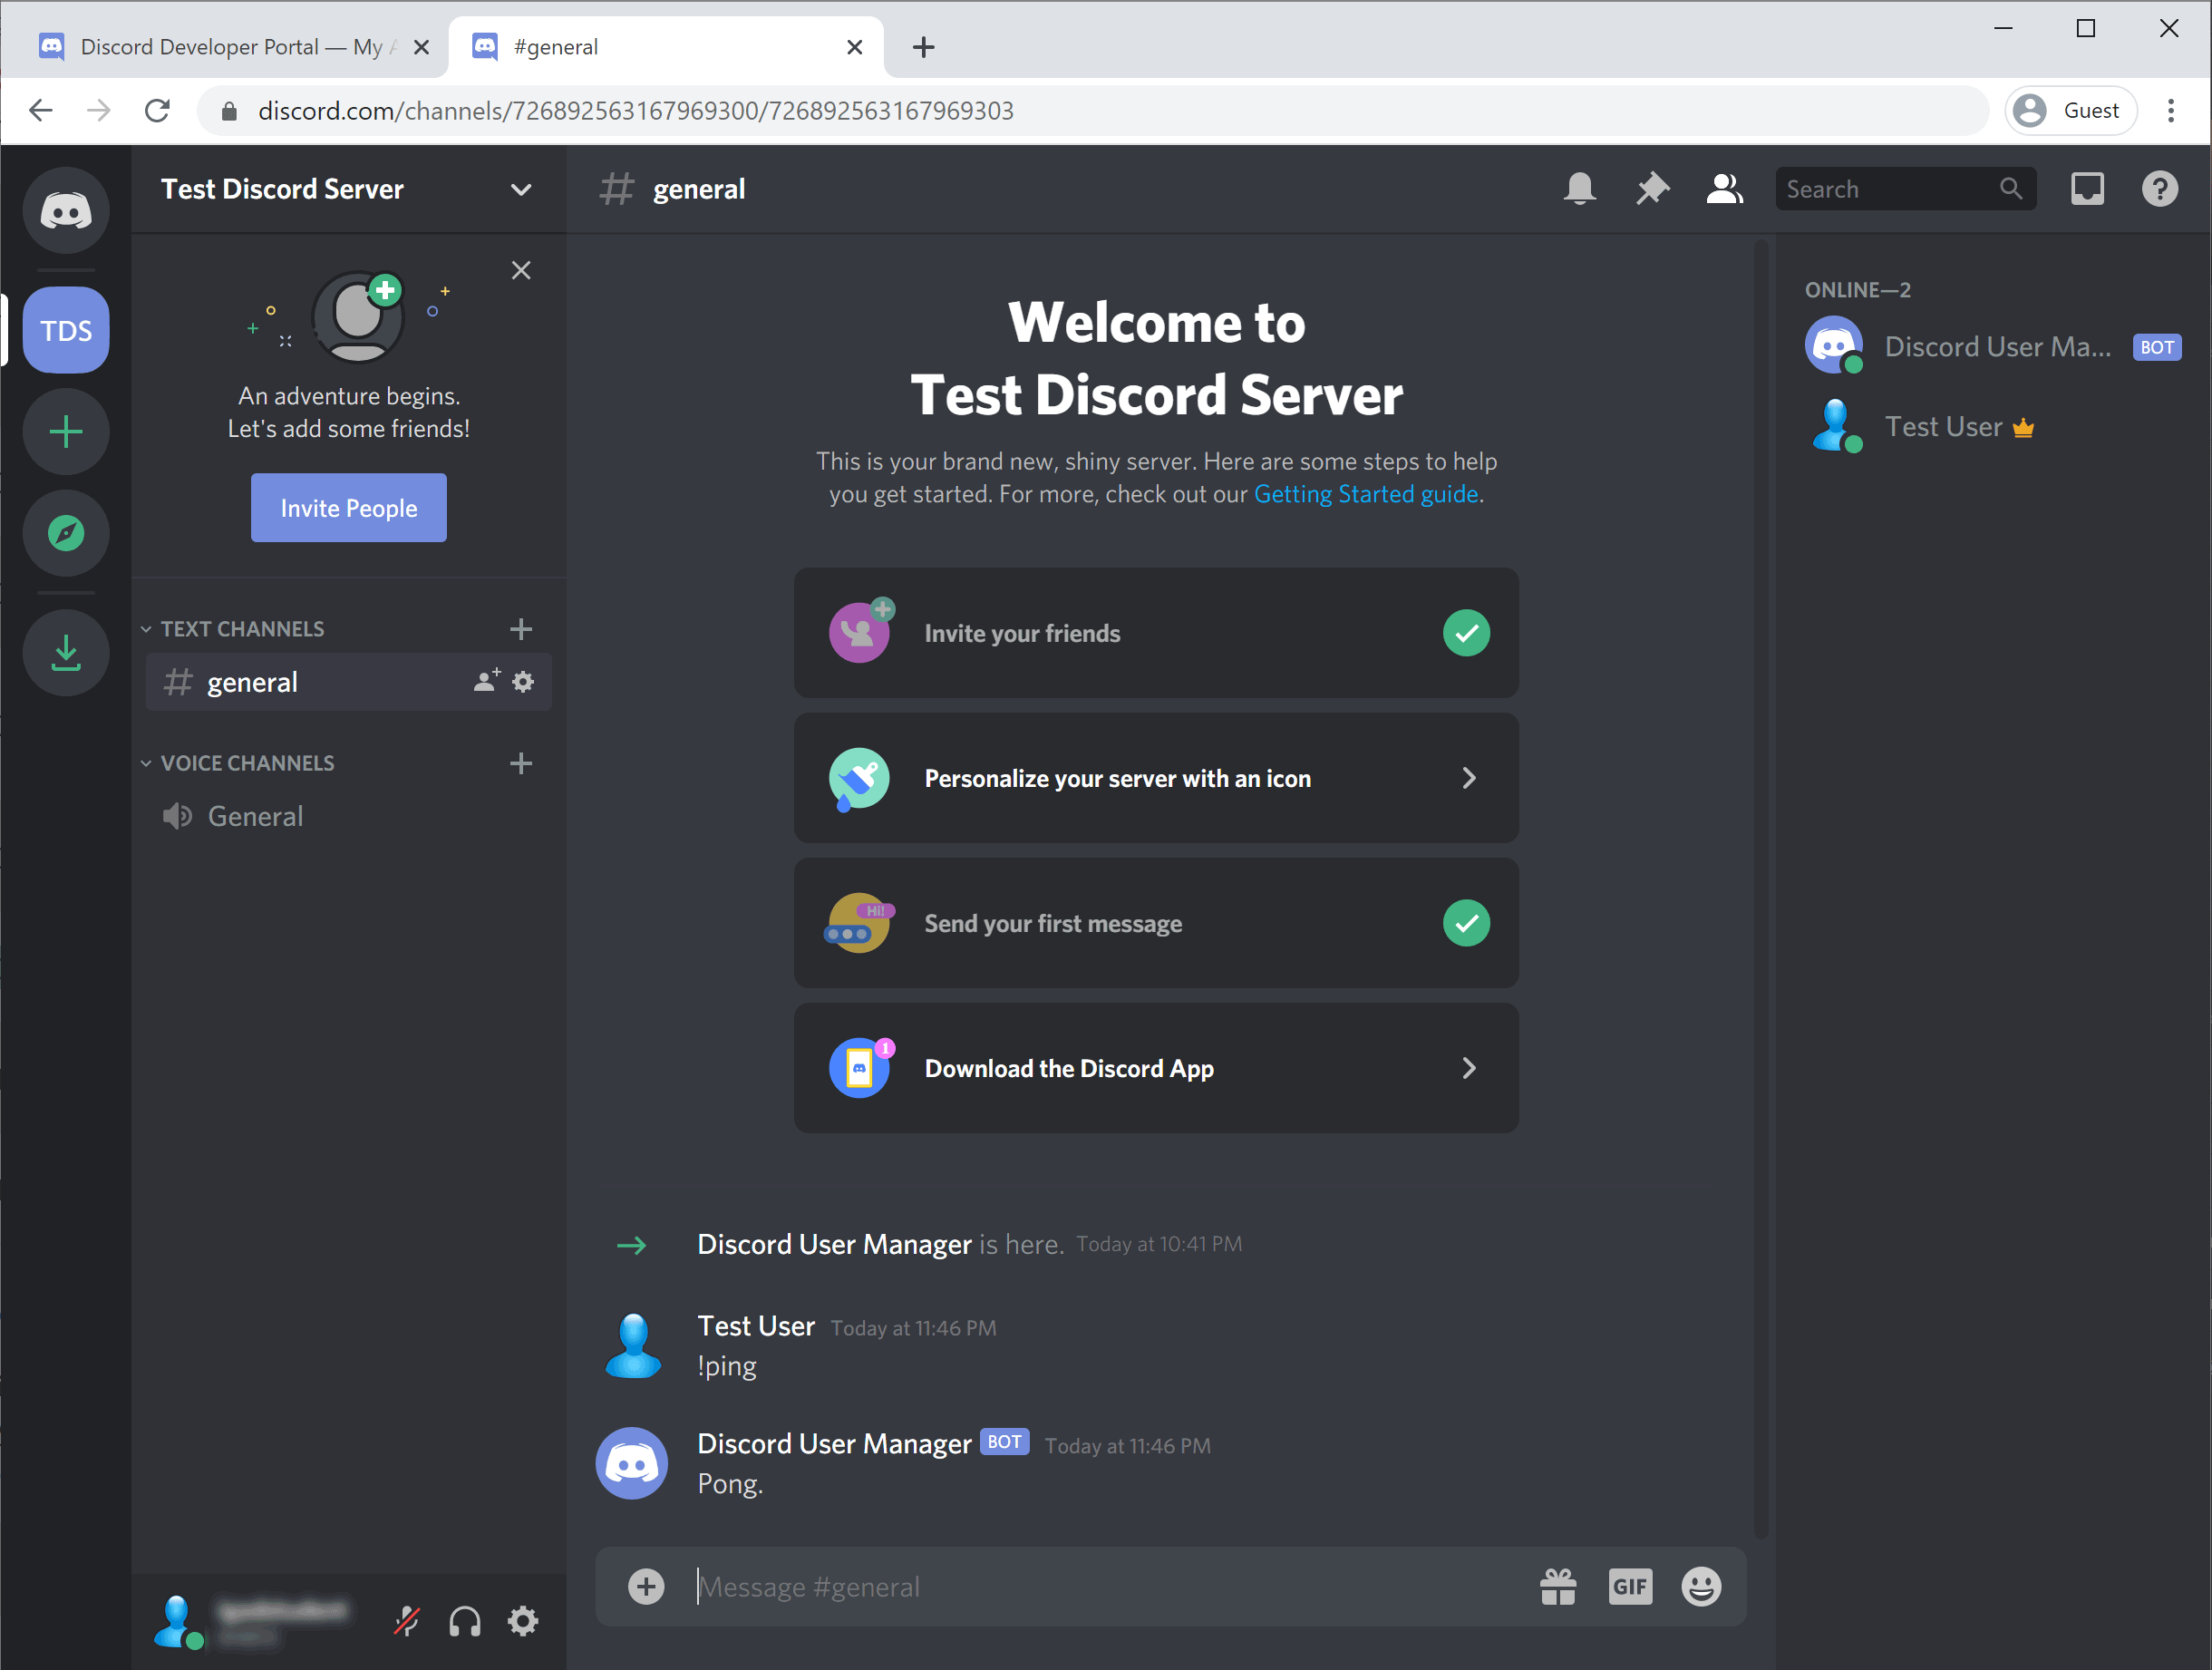 Discord Developer Portal — My A
#general
discord.com/channels/726892563167969300/726892563167969303
Guest
Test Discord Server
general
Search
TDS
An adventure begins.
Let's add some friends!
Invite People
TEXT CHANNELS
general
VOICE CHANNELS
General
Welcome to
Test Discord Server
This is your brand new, shiny server. Here are some steps to help
you get started. For more, check out our Getting Started guide.
Invite your friends
Personalize your server with an icon
Hi!
Send your first message
1
Download the Discord App
Discord User Manager is here. Today at 10:41 PM
Test User Today at 11:46 PM
!ping
Discord User Manager BOT Today at 11:46 PM
Pong.
Message #general
GIF
ONLINE—2
Discord User Ma... BOT
Test User